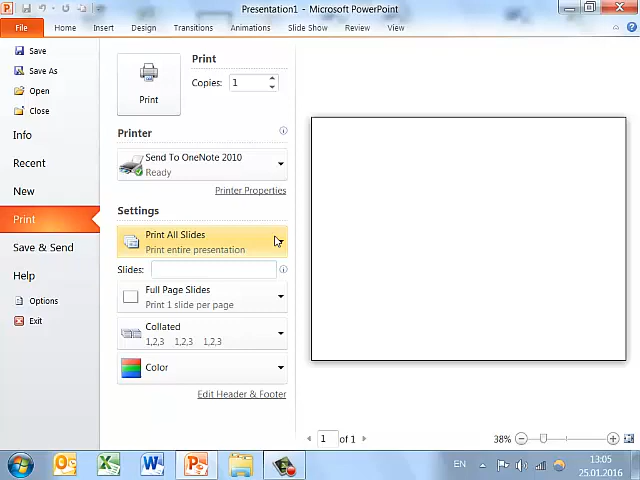 Presentation1 - Microsoft PowerPoint
File Home Insert Design Transitions Animations Slide Show Review View
Save
Save As
Open
Close
Info
Recent
New
Print
Save & Send
Help
Options
Exit
Print
Print
Copies: 1
Printer
Send To OneNote 2010
Ready
Printer Properties
Settings
Print All Slides
Print entire presentation
Slides:
Full Page Slides
Print 1 slide per page
Collated
1,2,3 1,2,3 1,2,3
Color
Edit Header & Footer
1 of 1
38%
EN
13:05
25.01.2016